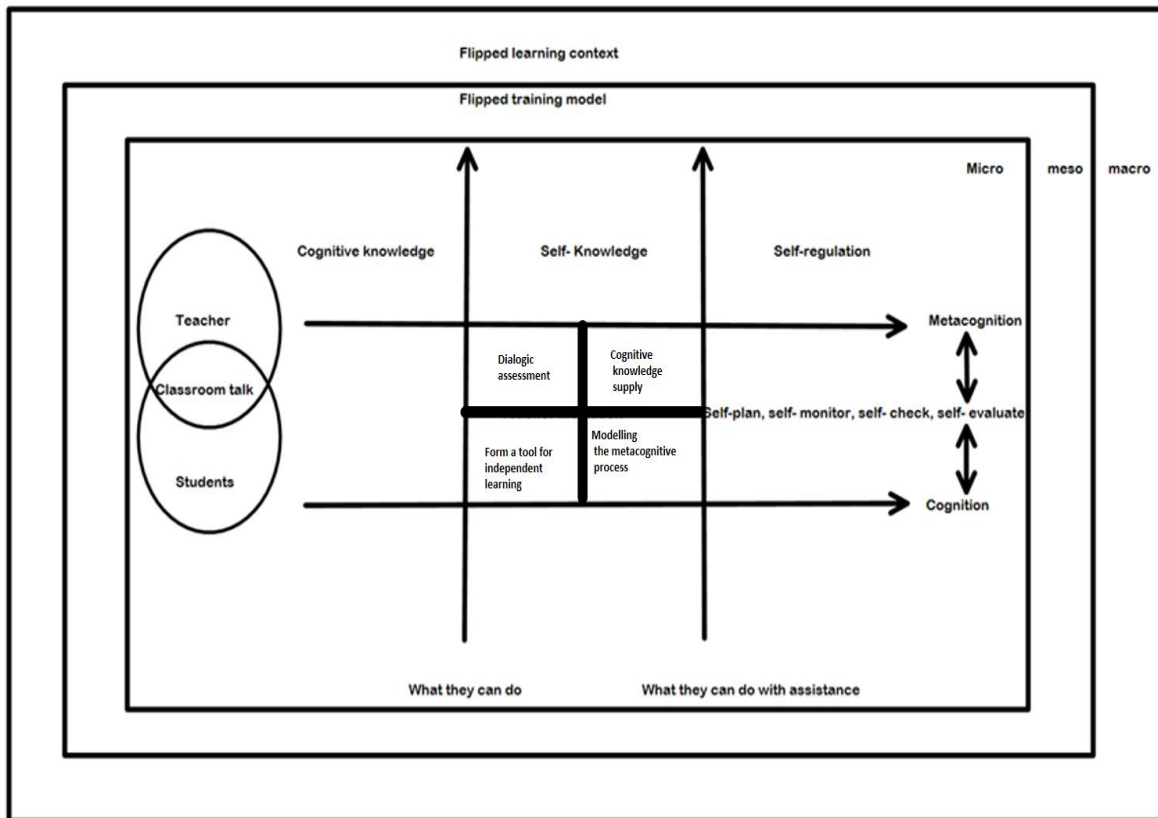 Flipped learning context
Flipped training model
Micro
meso
macro
Cognitive knowledge
Self- Knowledge
Self-regulation
Teacher
Metacognition
Dialogic
assessment
Cognitive
knowledge
supply
Classroom talk
Self-plan, self- monitor, self- check, self- evaluate
Form a tool for
independent
learning
Modelling
the metacognitive
process
Students
Cognition
What they can do
What they can do with assistance